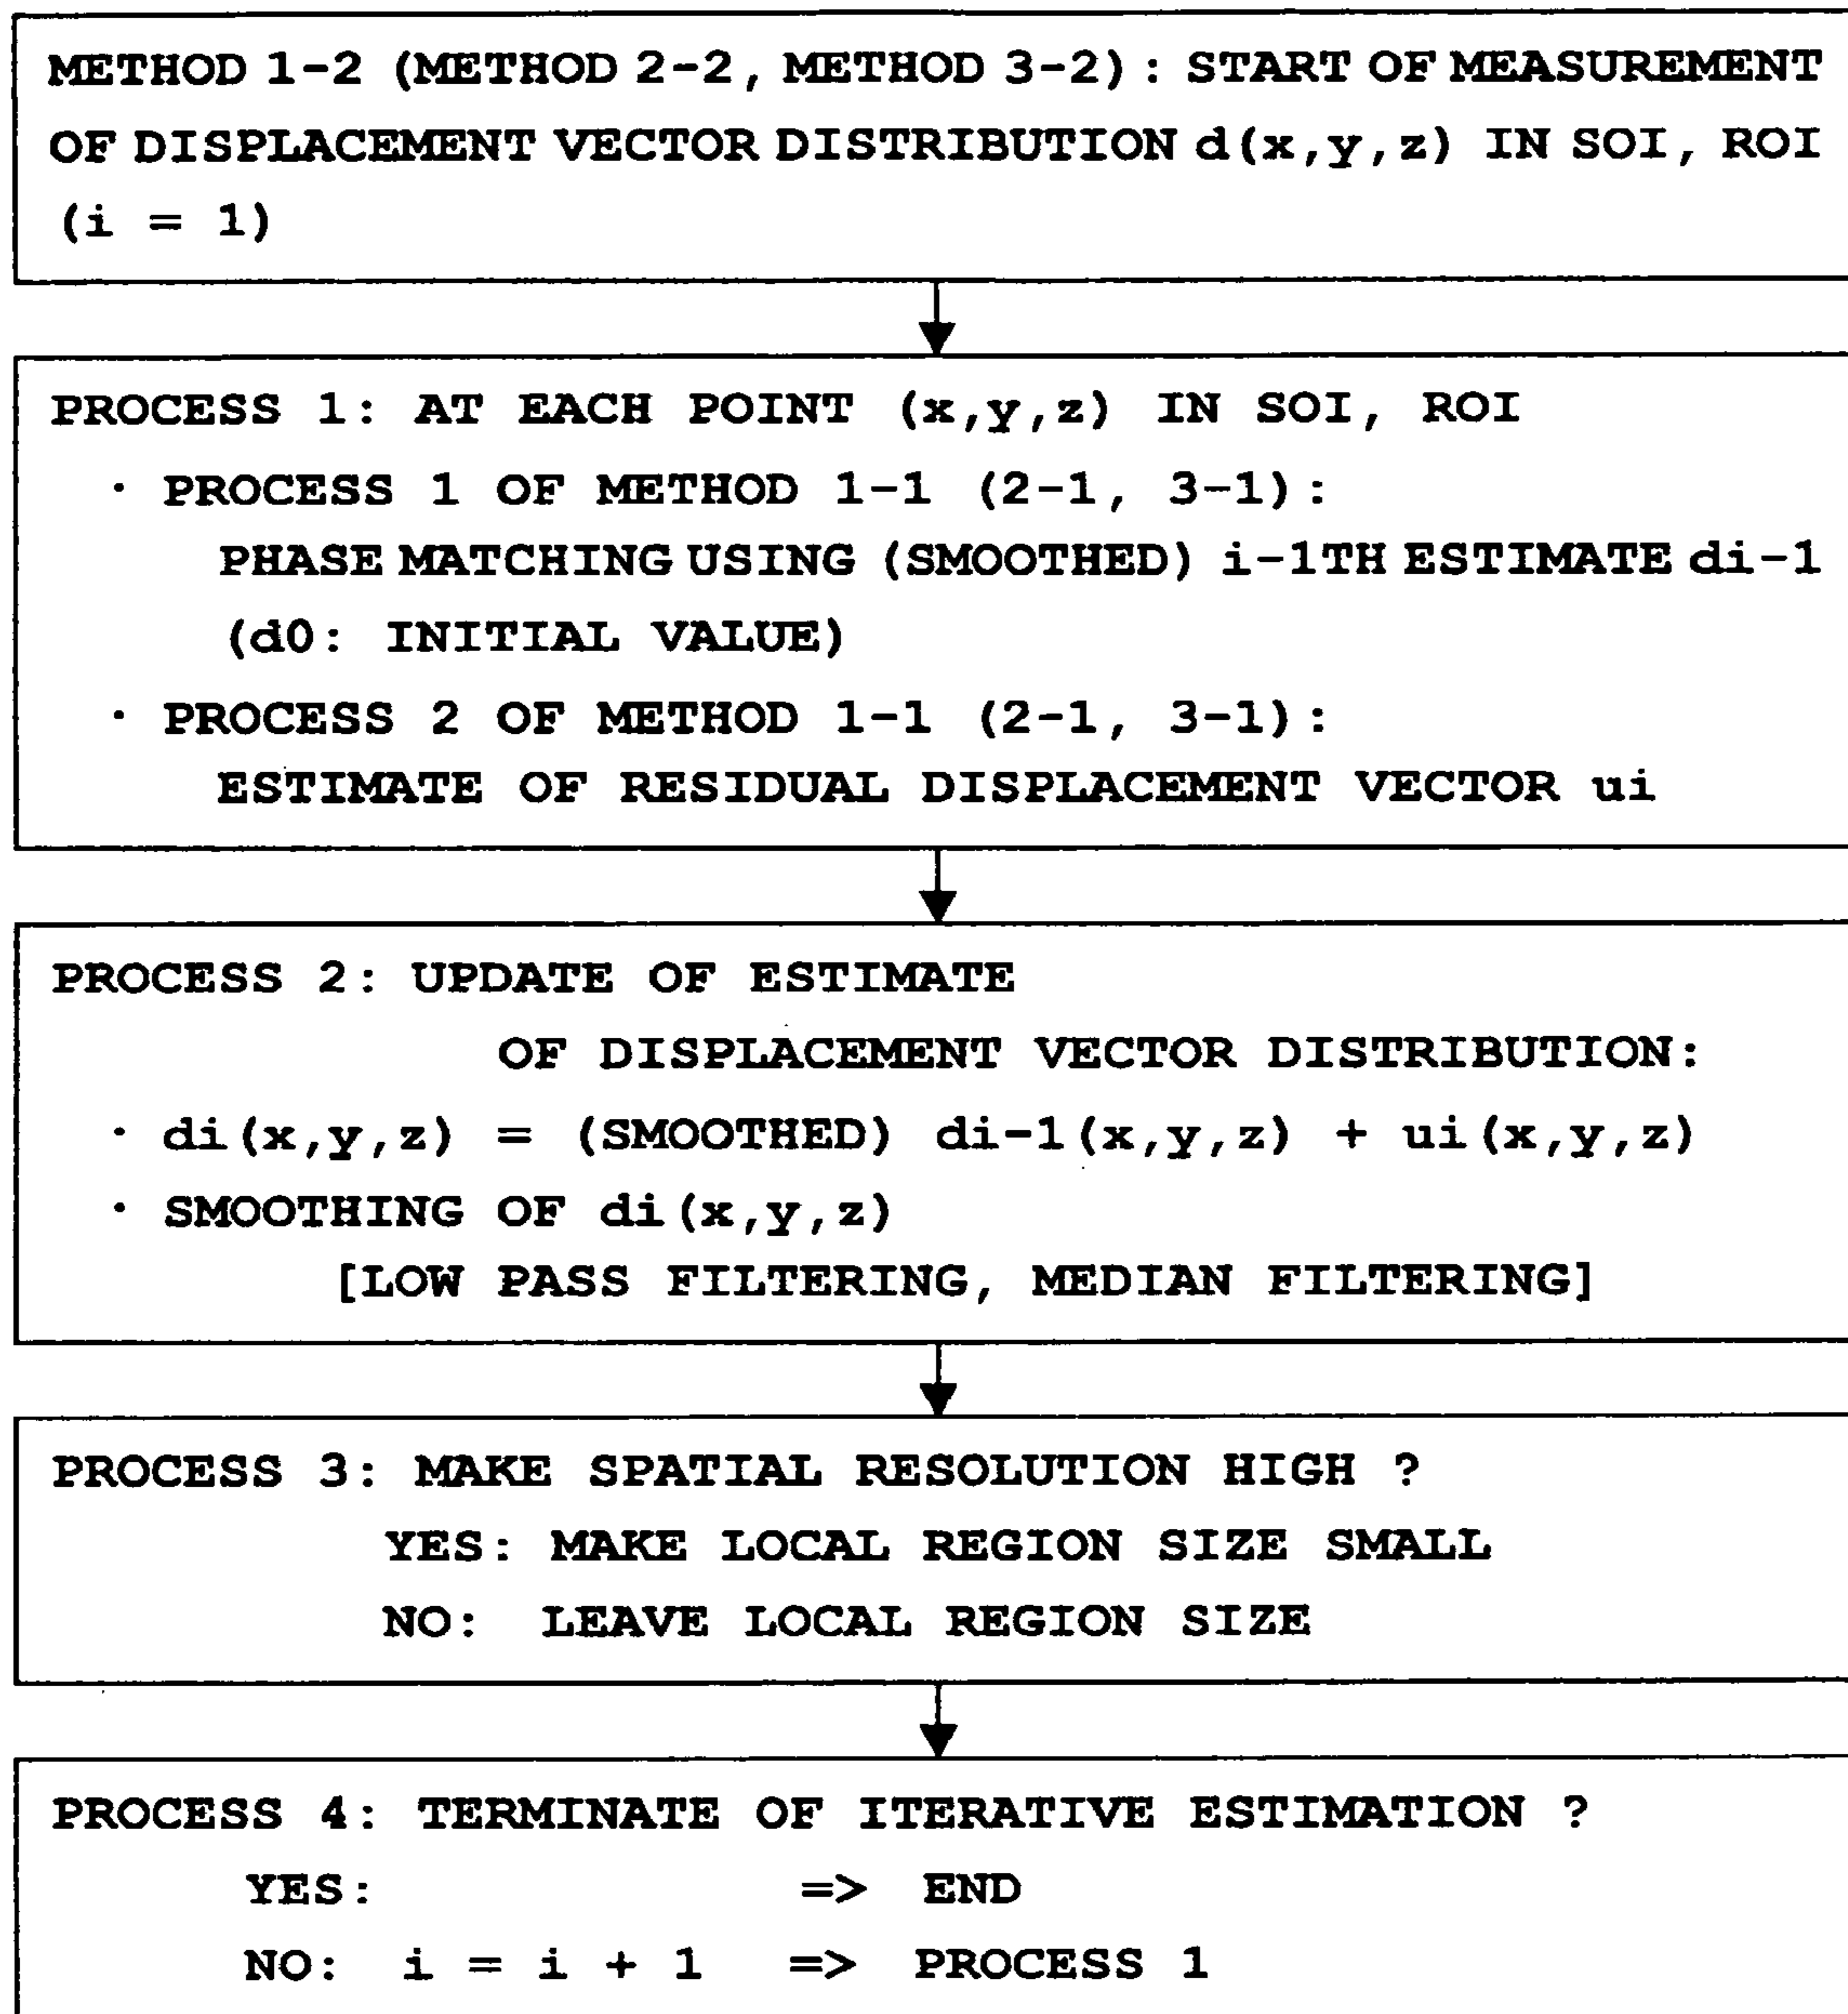 METHOD 1-2 (METHOD 2-2, METHOD 3-2): START OF MEASUREMENT
OF DISPLACEMENT VECTOR DISTRIBUTION d(x,y,z) IN SOI, ROI
(i = 1)
PROCESS 1: AT EACH POINT (x,y,z) IN SOI, ROI
· PROCESS 1 OF METHOD 1-1 (2-1, 3-1):
PHASE MATCHING USING (SMOOTHED) i-1TH ESTIMATE di-1
(d0: INITIAL VALUE)
· PROCESS 2 OF METHOD 1-1 (2-1, 3-1):
ESTIMATE OF RESIDUAL DISPLACEMENT VECTOR ui
PROCESS 2: UPDATE OF ESTIMATE
OF DISPLACEMENT VECTOR DISTRIBUTION:
· di(x,y,z) = (SMOOTHED) di-1(x,y,z) + ui(x,y,z)
· SMOOTHING OF di(x,y,z)
[LOW PASS FILTERING, MEDIAN FILTERING]
PROCESS 3: MAKE SPATIAL RESOLUTION HIGH ?
YES: MAKE LOCAL REGION SIZE SMALL
NO: LEAVE LOCAL REGION SIZE
PROCESS 4: TERMINATE OF ITERATIVE ESTIMATION ?
YES: => END
NO: i = i + 1 => PROCESS 1